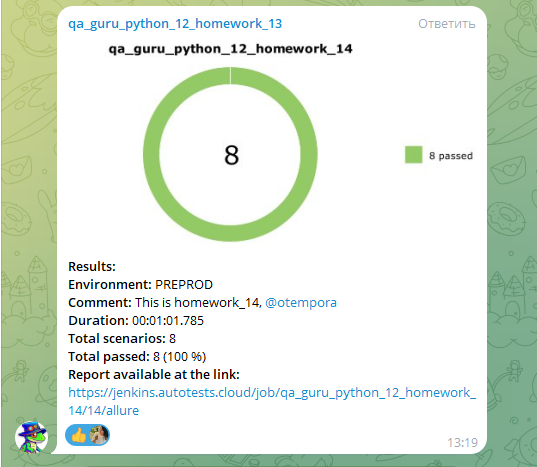 qa_guru_python_12_homework_13 Ответить
qa_guru_python_12_homework_14
8
8 passed
Results:
Environment: PREPROD
Comment: This is homework_14, @otempora
Duration: 00:01:01.785
Total scenarios: 8
Total passed: 8 (100 %)
Report available at the link:
https://jenkins.autotests.cloud/job/qa_guru_python_12_homework_
14/14/allure
13:19